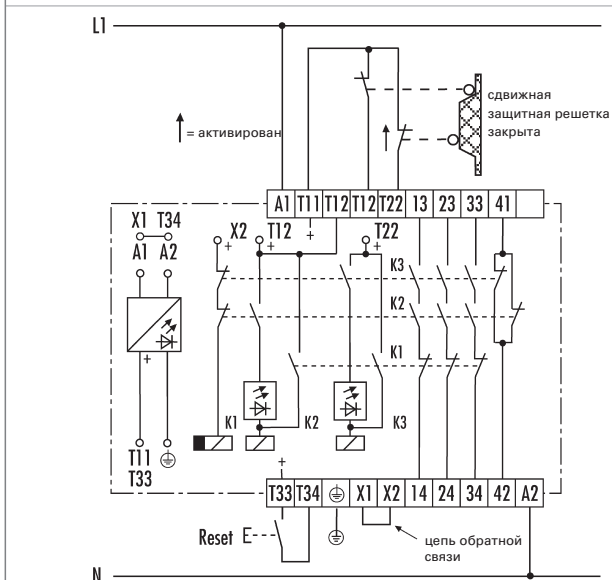 L1
сдвижная
защитная решетка
закрыта
= активирован
A1 T11 T12 T12 T22 13 23 33 41
+
X1 T34
A1 A2
X2 T12 T22
+ + +
K3
K2
K1
+
K1 K2 K3
T11
T33
+
T33 T34 X1 X2 14 24 34 42 A2
Reset
цепь обратной
связи
N